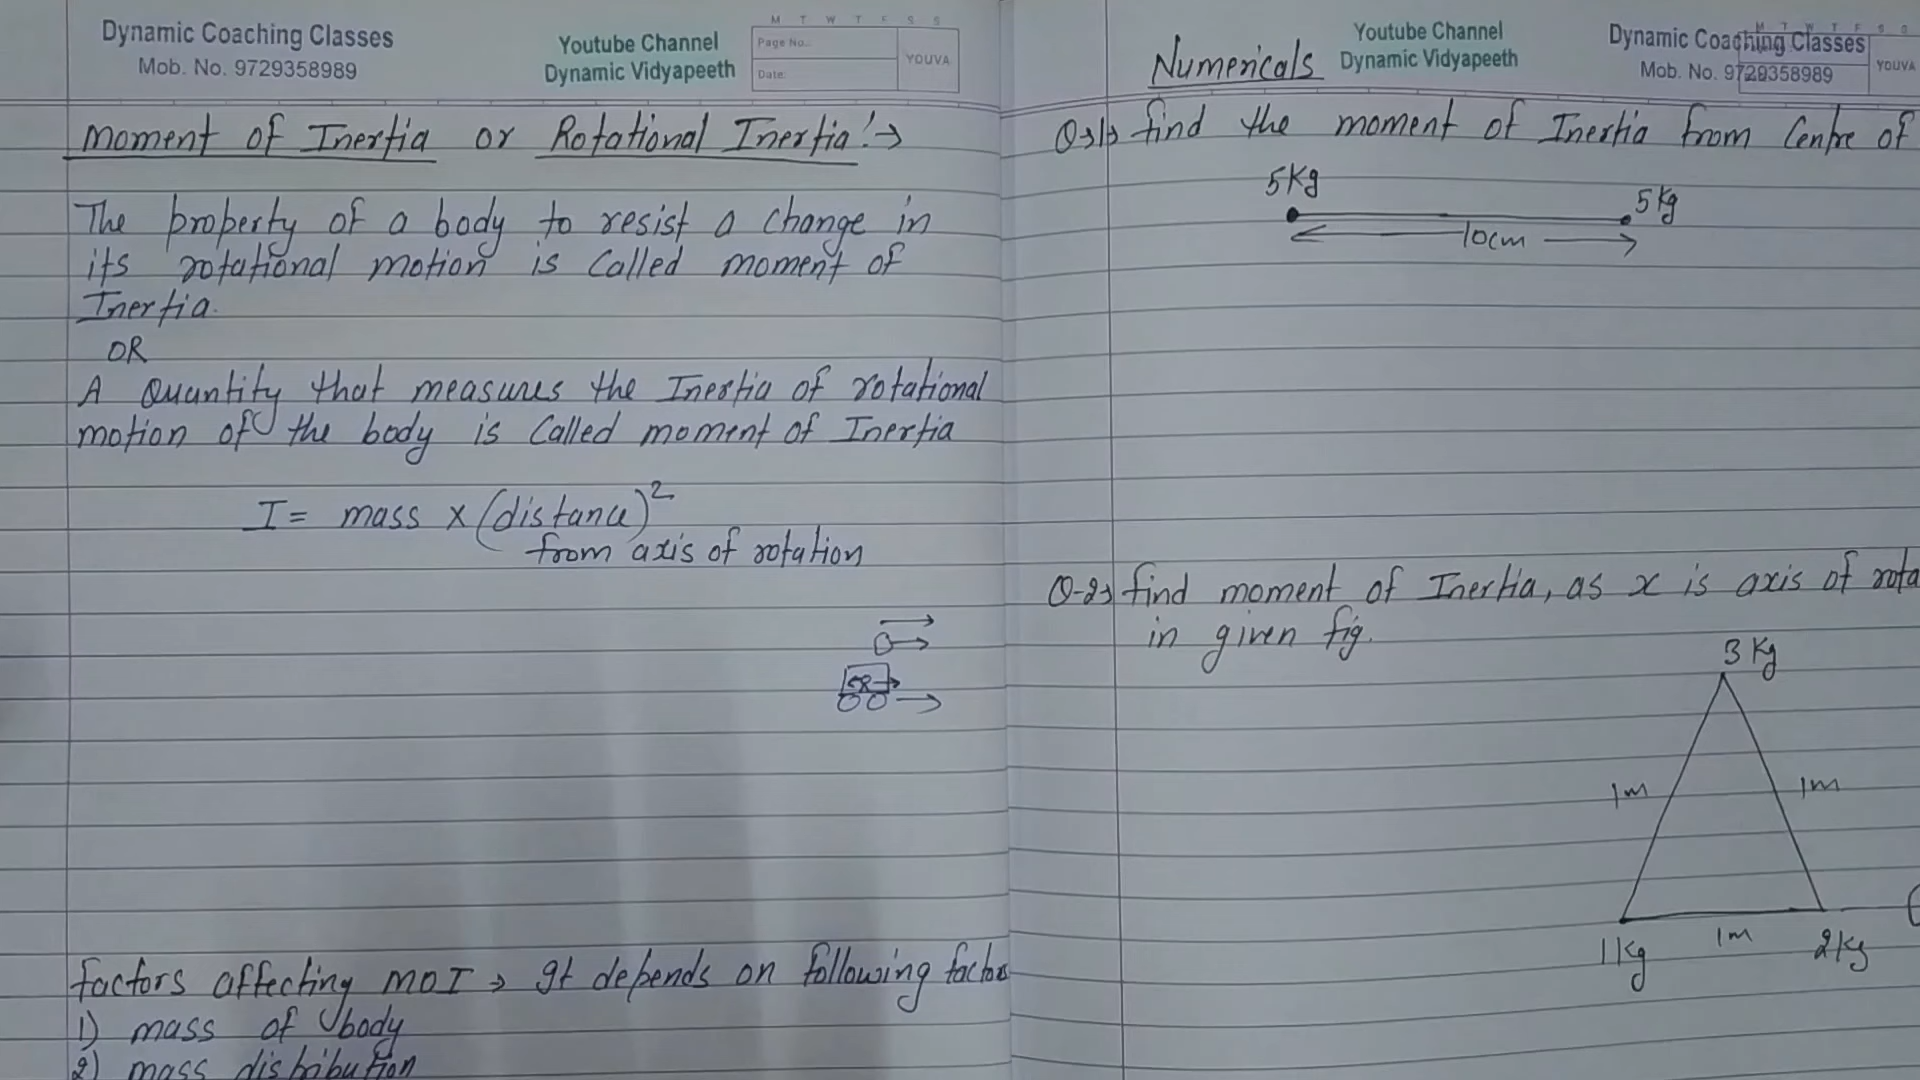 Dynamic Coaching Classes
Mob. No. 9729358989
Youtube Channel
Dynamic Vidyapeeth
M T W T F S S
Page No.
Date:
YOUVA
Moment of Inertia or Rotational Inertia :→
The property of a body to resist a change in
its rotational motion is Called moment of
Inertia.
OR
A Quantity that measures the Inertia of rotational
motion of the body is Called moment of Inertia
I = mass × (distance)²
from axis of rotation
factors affecting MOI → It depends on following factors
1) mass of body
2) mass distribution
Numericals
Youtube Channel
Dynamic Vidyapeeth
Dynamic Coaching Classes
Mob. No. 9729358989
M T W T F S S
YOUVA
Q→1→ find the moment of Inertia from Centre of
5Kg
5Kg
10cm
Q-2→ find moment of Inertia, as x is axis of rota
in given fig.
3 Kg
1m
1m
1Kg
1m
2Kg